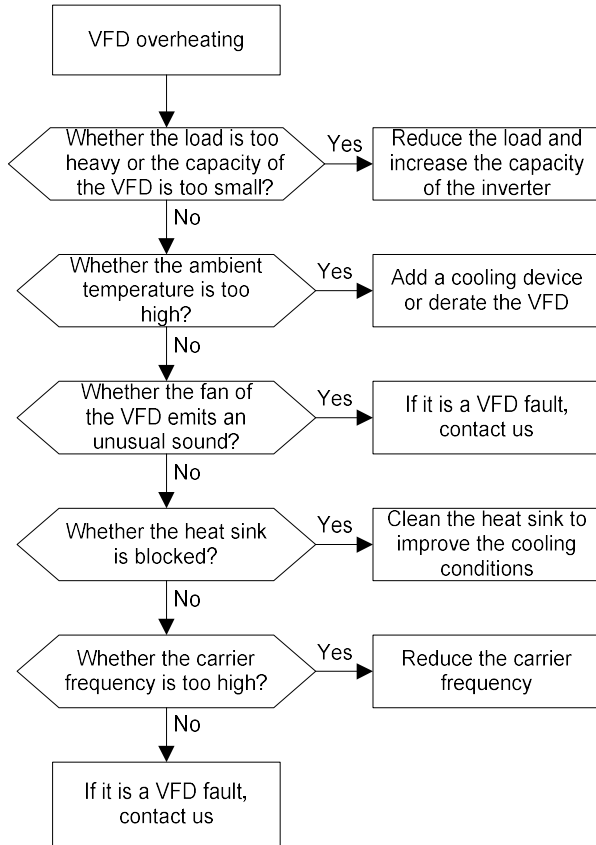 VFD overheating
Whether the load is too
heavy or the capacity of
the VFD is too small?
Yes
Reduce the load and
increase the capacity
of the inverter
No
Whether the ambient
temperature is too
high?
Yes
Add a cooling device
or derate the VFD
No
Whether the fan of
the VFD emits an
unusual sound?
Yes
If it is a VFD fault,
contact us
No
Whether the heat sink
is blocked?
Yes
Clean the heat sink to
improve the cooling
conditions
No
Whether the carrier
frequency is too high?
Yes
Reduce the carrier
frequency
No
If it is a VFD fault,
contact us